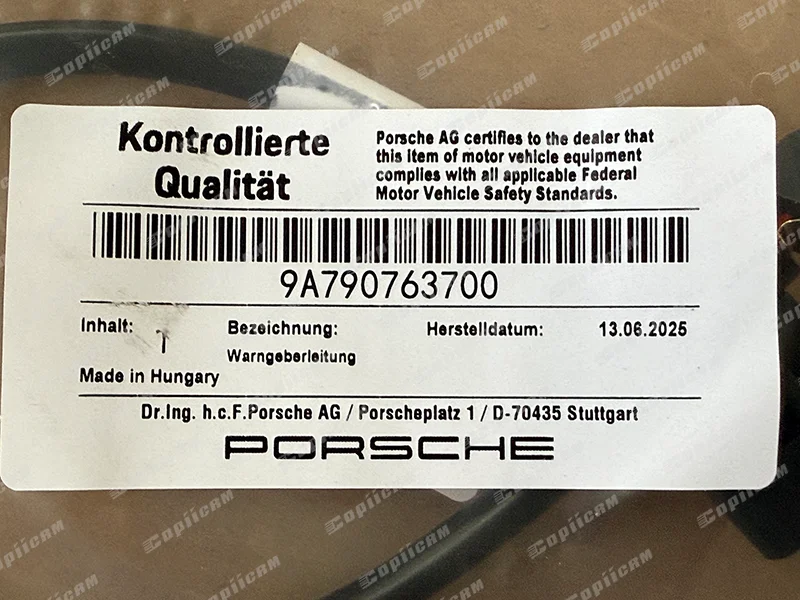 Kontrollierte
Qualität
Porsche AG certifies to the dealer that
this item of motor vehicle equipment
complies with all applicable Federal
Motor Vehicle Safety Standards.
9A790763700
Inhalt: 1 Bezeichnung: Herstelldatum: 13.06.2025
Warngeberleitung
Made in Hungary
Dr.Ing. h.c.F.Porsche AG / Porscheplatz 1 / D-70435 Stuttgart
PORSCHE
CopiicAM